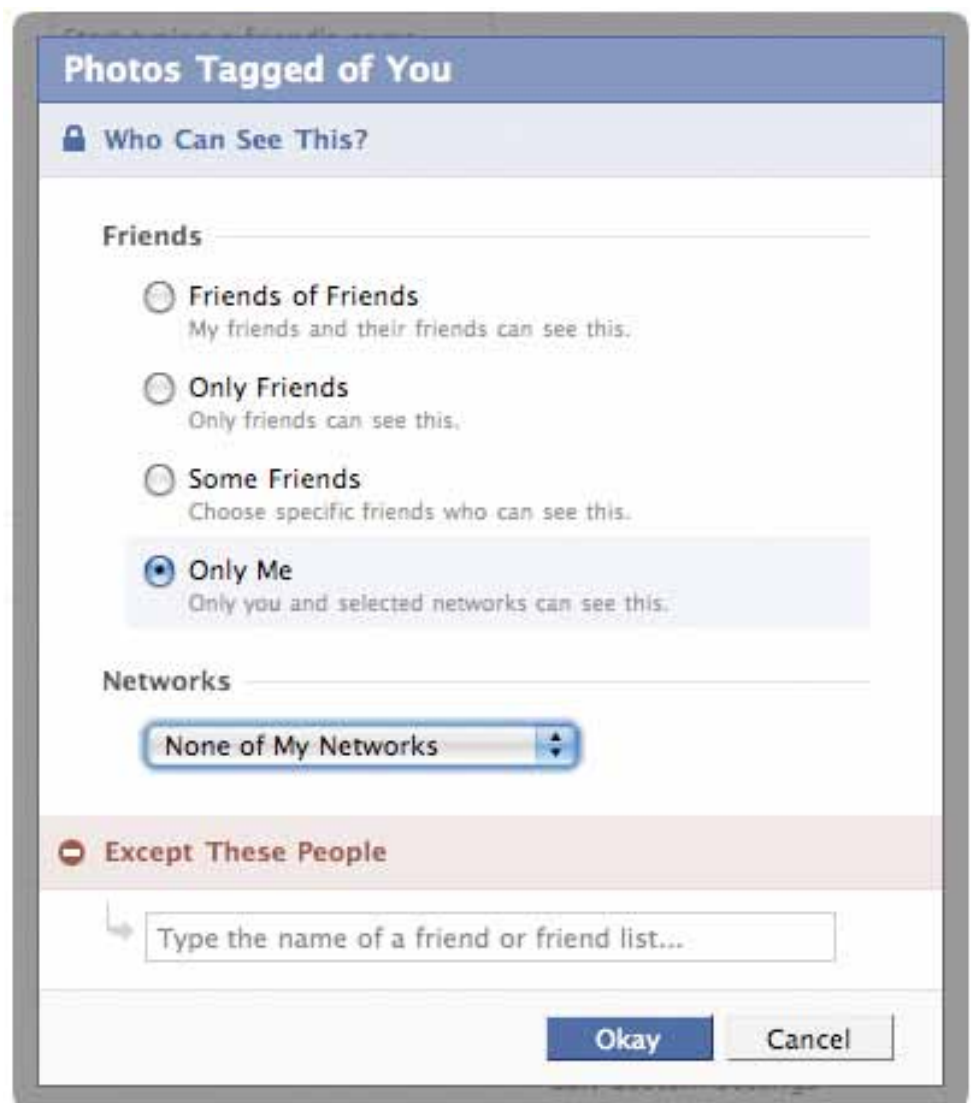 Photos Tagged of You
Who Can See This?
Friends
Friends of Friends
My friends and their friends can see this.
Only Friends
Only friends can see this.
Some Friends
Choose specific friends who can see this.
Only Me
Only you and selected networks can see this.
Networks
None of My Networks
Except These People
Type the name of a friend or friend list...
Okay
Cancel